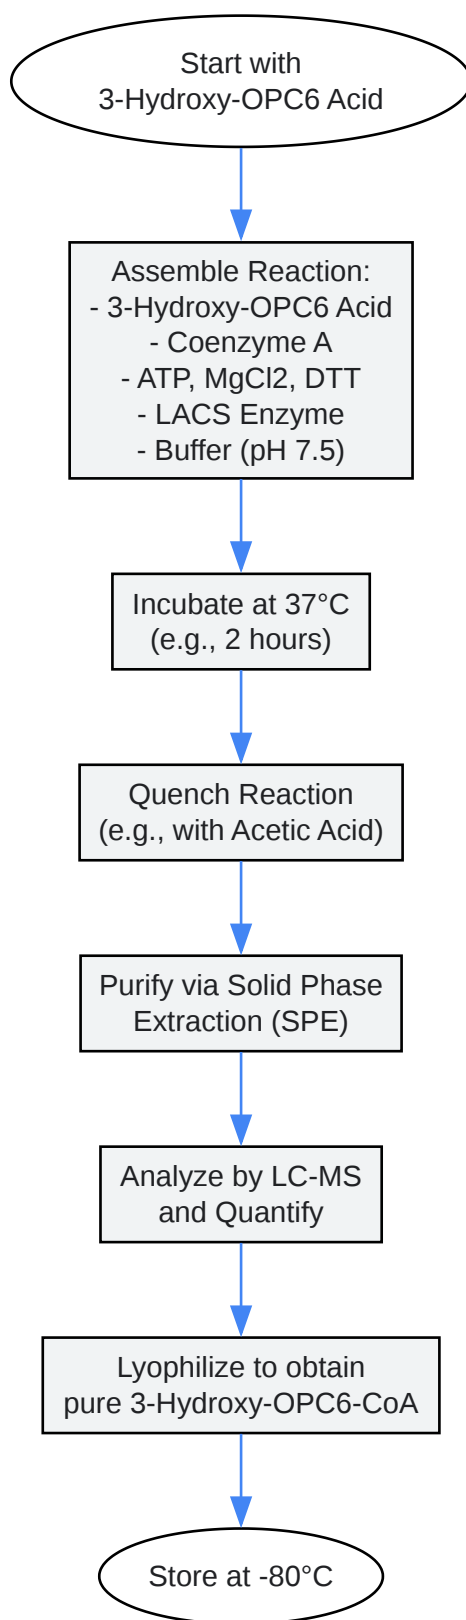 Start with
3-Hydroxy-OPC6 Acid
Assemble Reaction:
- 3-Hydroxy-OPC6 Acid
- Coenzyme A
- ATP, MgCl2, DTT
- LACS Enzyme
- Buffer (pH 7.5)
Incubate at 37°C
(e.g., 2 hours)
Quench Reaction
(e.g., with Acetic Acid)
Purify via Solid Phase
Extraction (SPE)
Analyze by LC-MS
and Quantify
Lyophilize to obtain
pure 3-Hydroxy-OPC6-CoA
Store at -80°C